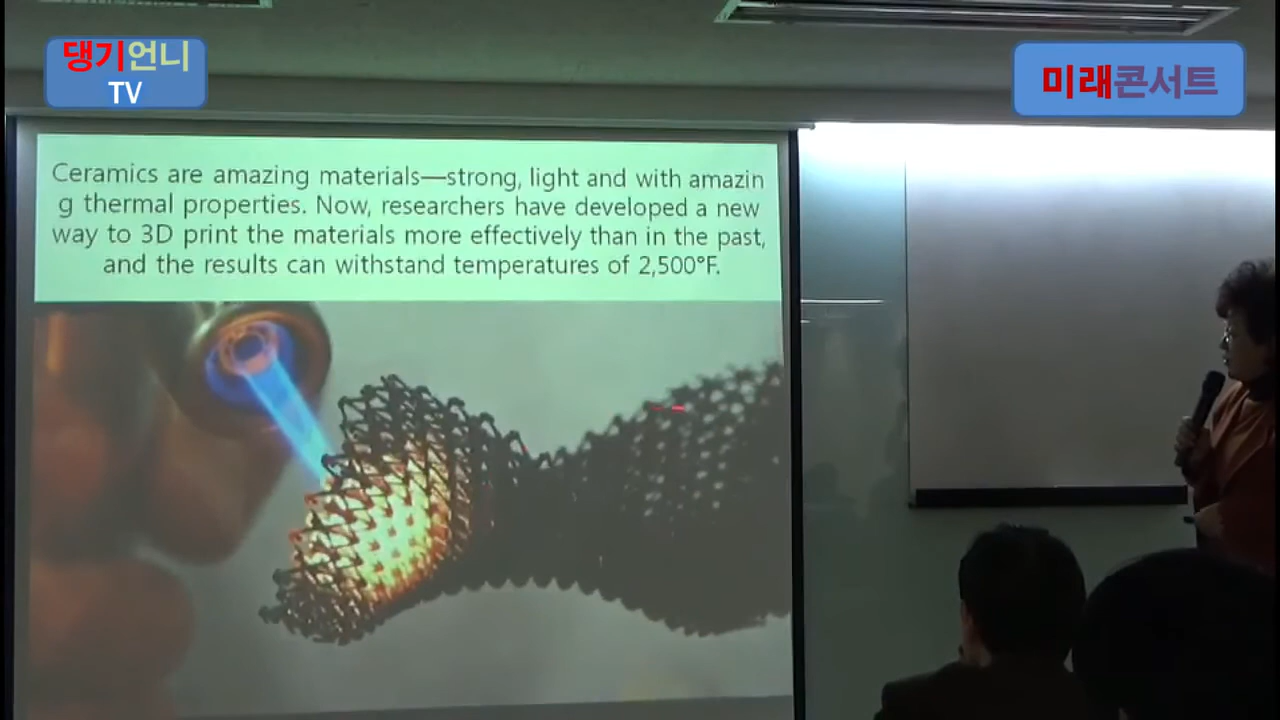 댕기언니
TV
미래콘서트
Ceramics are amazing materials—strong, light and with amazin
g thermal properties. Now, researchers have developed a new
way to 3D print the materials more effectively than in the past,
and the results can withstand temperatures of 2,500°F.